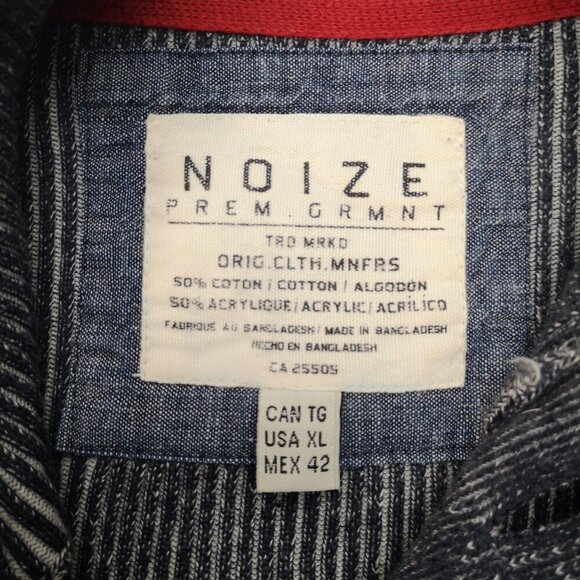 NOIZE
PREM.GRMNT
TRD MRKD
ORIG.CLTH.MNFRS
50% COTON / COTTON / ALGODON
50% ACRYLIQUE / ACRYLIC / ACRÍLICO
FABRIQUE AU BANGLADESH / MADE IN BANGLADESH
HECHO EN BANGLADESH
CA 25505
CAN TG
USA XL
MEX 42